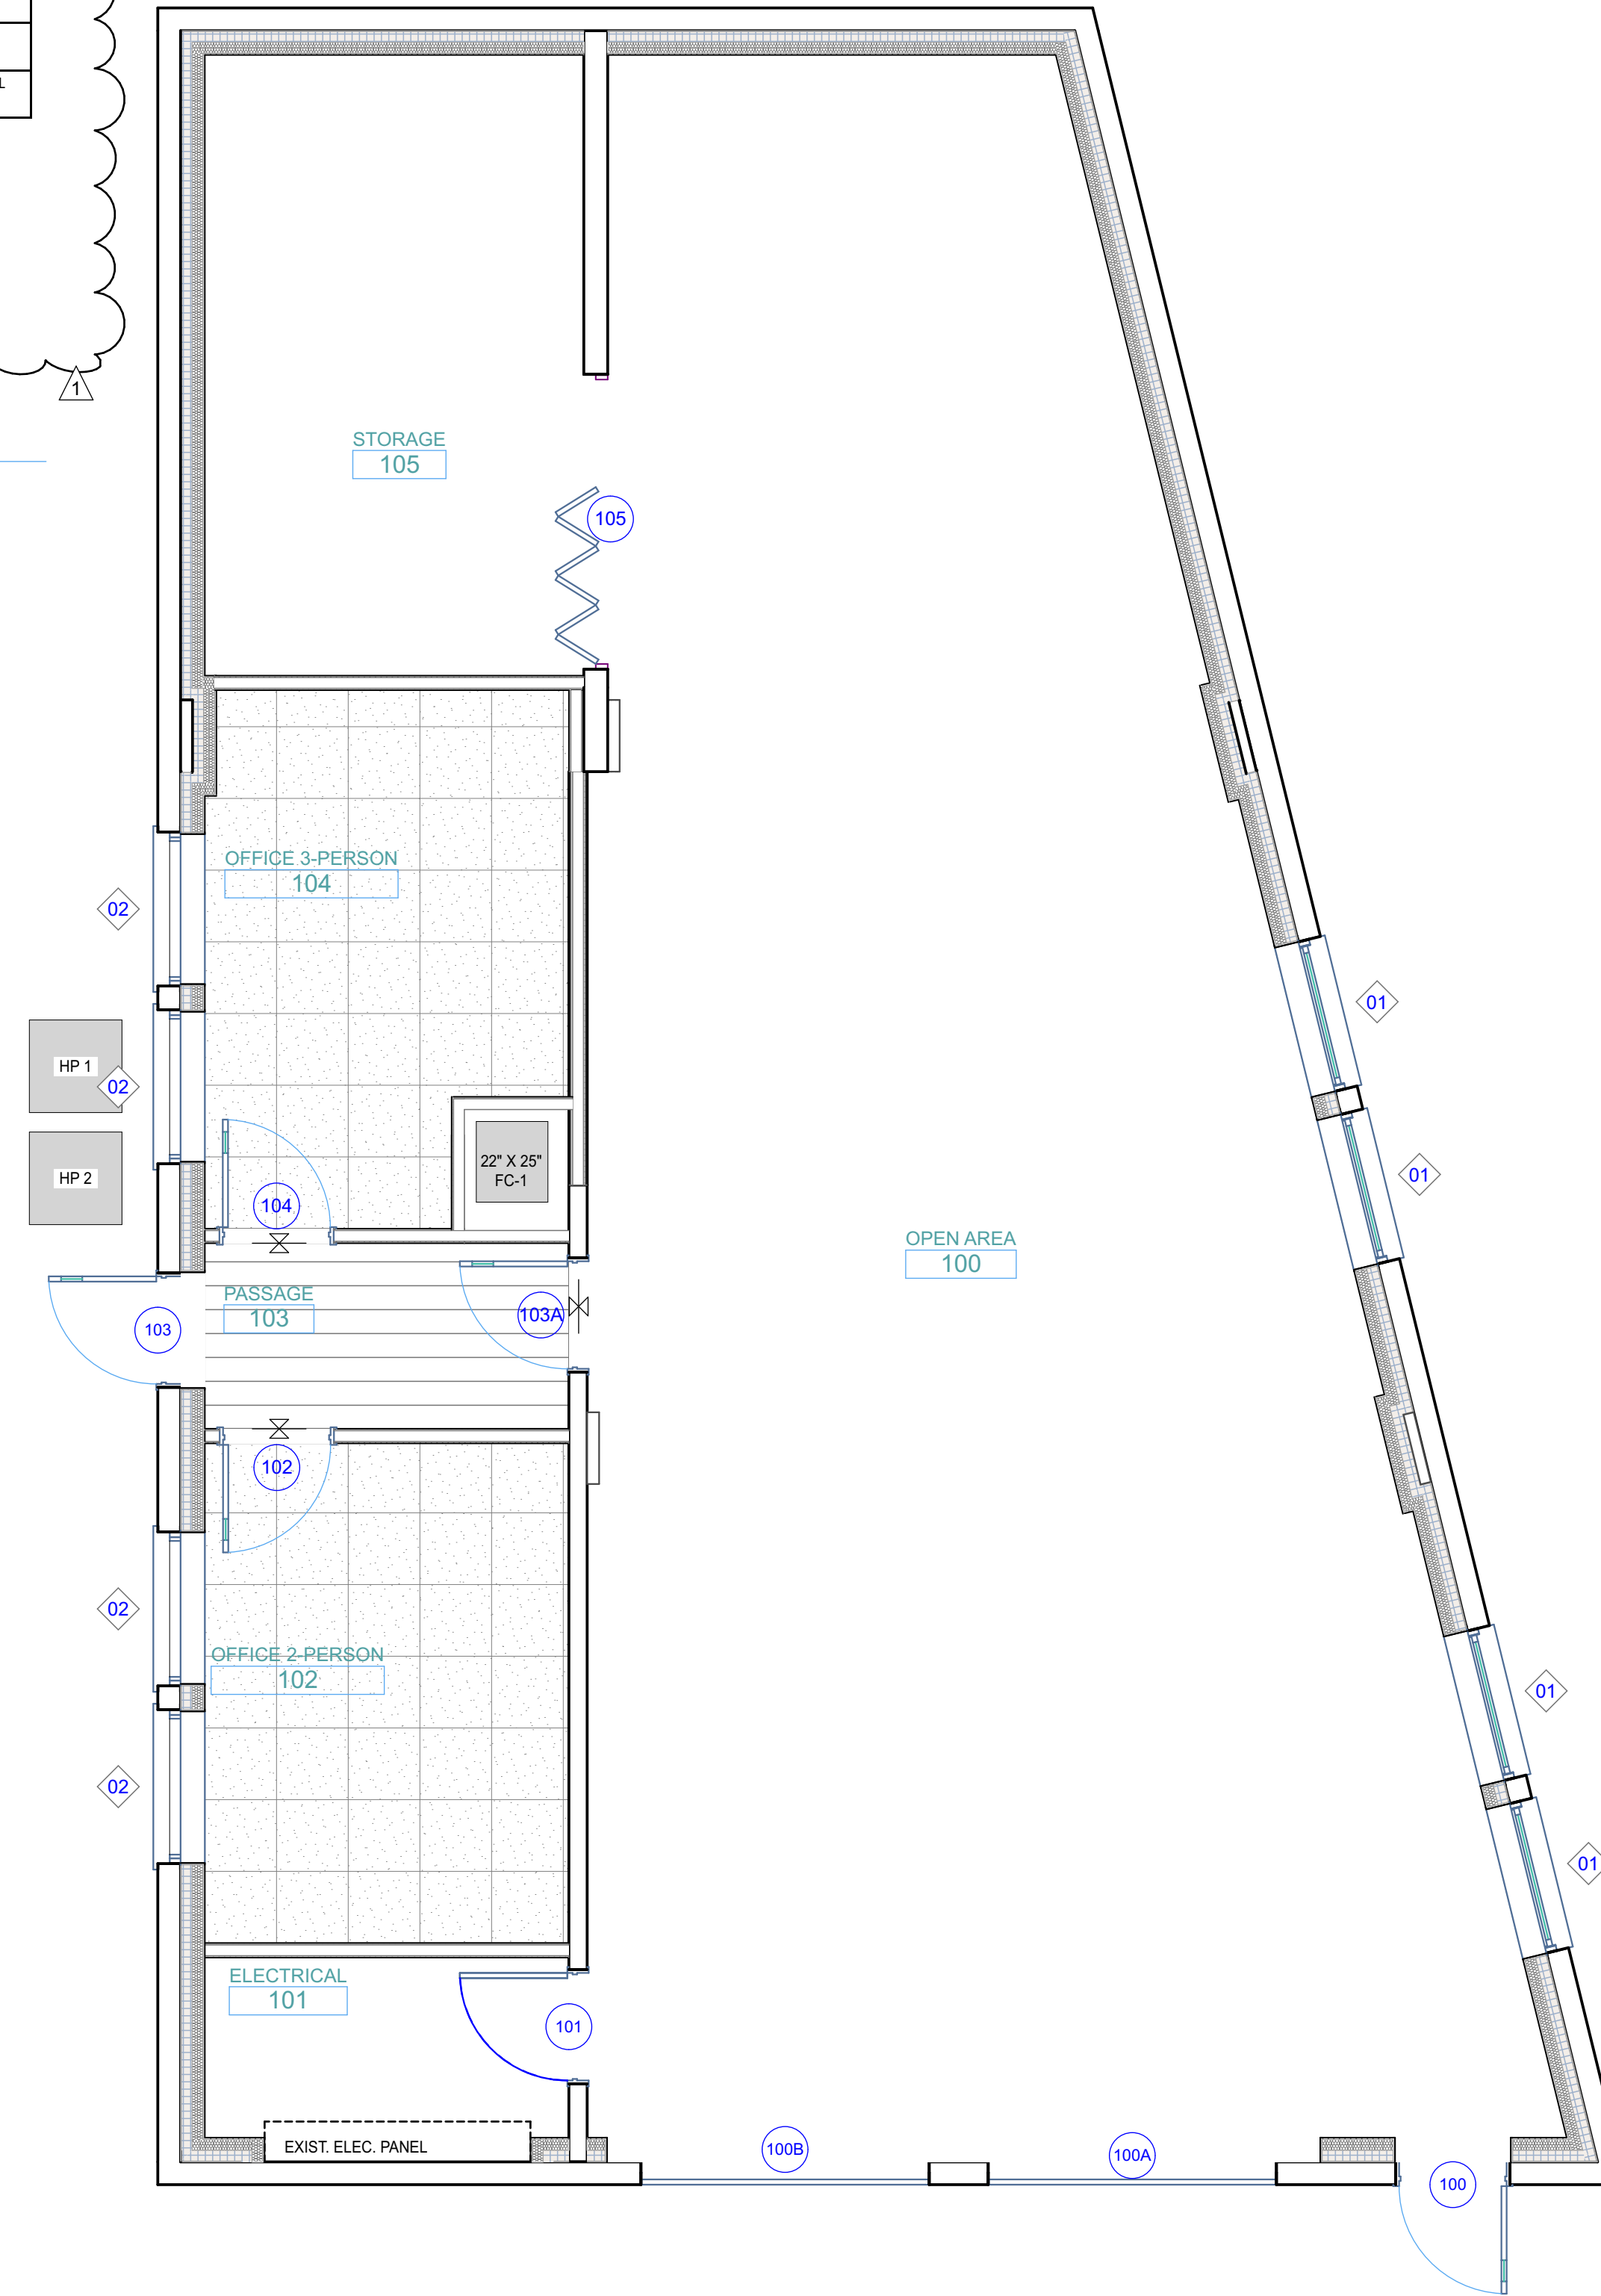 L
1
STORAGE
105
105
OFFICE 3-PERSON
104
02
01
HP 1
02
22" X 25"
FC-1
HP 2
01
104
OPEN AREA
100
PASSAGE
103
103A
103
102
02
OFFICE 2-PERSON
102
01
02
01
ELECTRICAL
101
101
EXIST. ELEC. PANEL
100B
100A
100